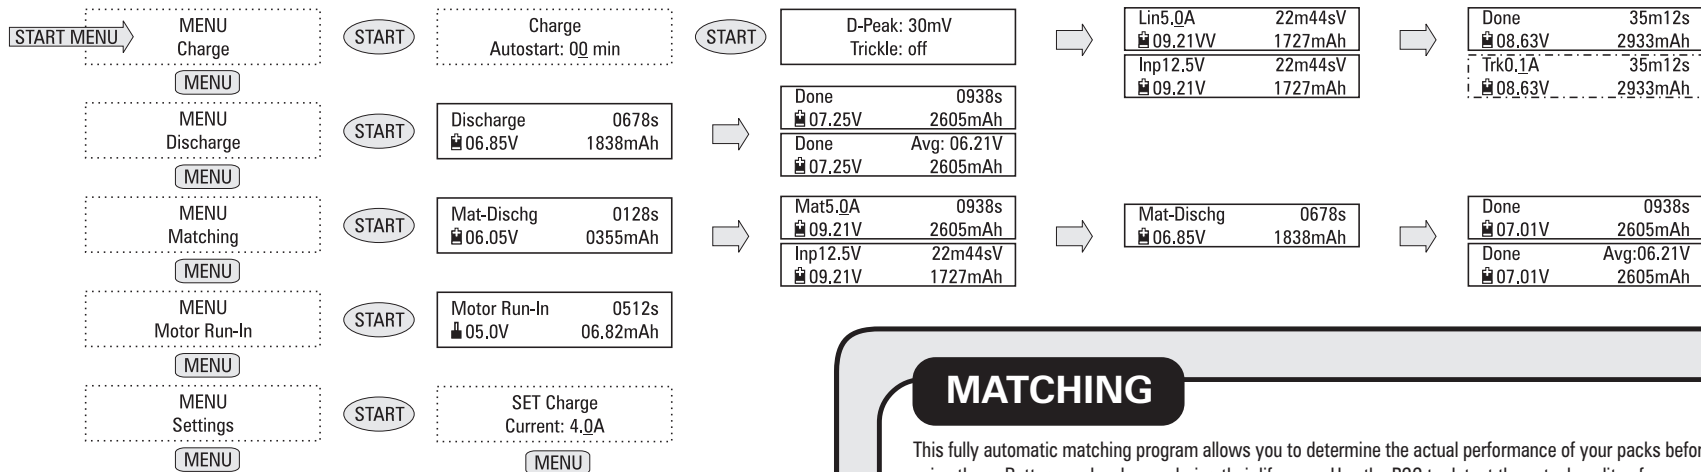 START MENU
MENU
Charge
START
Charge
Autostart: 00 min
START
D-Peak: 30mV
Trickle: off
Lin5.0A 22m44sV
09.21VV 1727mAh
Inp12.5V 22m44sV
09.21V 1727mAh
Done 35m12s
08.63V 2933mAh
Trk0.1A 35m12s
08.63V 2933mAh
MENU
MENU
Discharge
START
Discharge 0678s
06.85V 1838mAh
Done 0938s
07.25V 2605mAh
Done Avg: 06.21V
07.25V 2605mAh
MENU
MENU
Matching
START
Mat-Dischg 0128s
06.05V 0355mAh
Mat5.0A 0938s
09.21V 2605mAh
Inp12.5V 22m44sV
09.21V 1727mAh
Mat-Dischg 0678s
06.85V 1838mAh
Done 0938s
07.01V 2605mAh
Done Avg:06.21V
07.01V 2605mAh
MENU
MENU
Motor Run-In
START
Motor Run-In 0512s
05.0V 06.82mAh
MENU
MENU
Settings
START
SET Charge
Current: 4.0A
MENU
MENU
MATCHING
This fully automatic matching program allows you to determine the actual performance of your packs befor